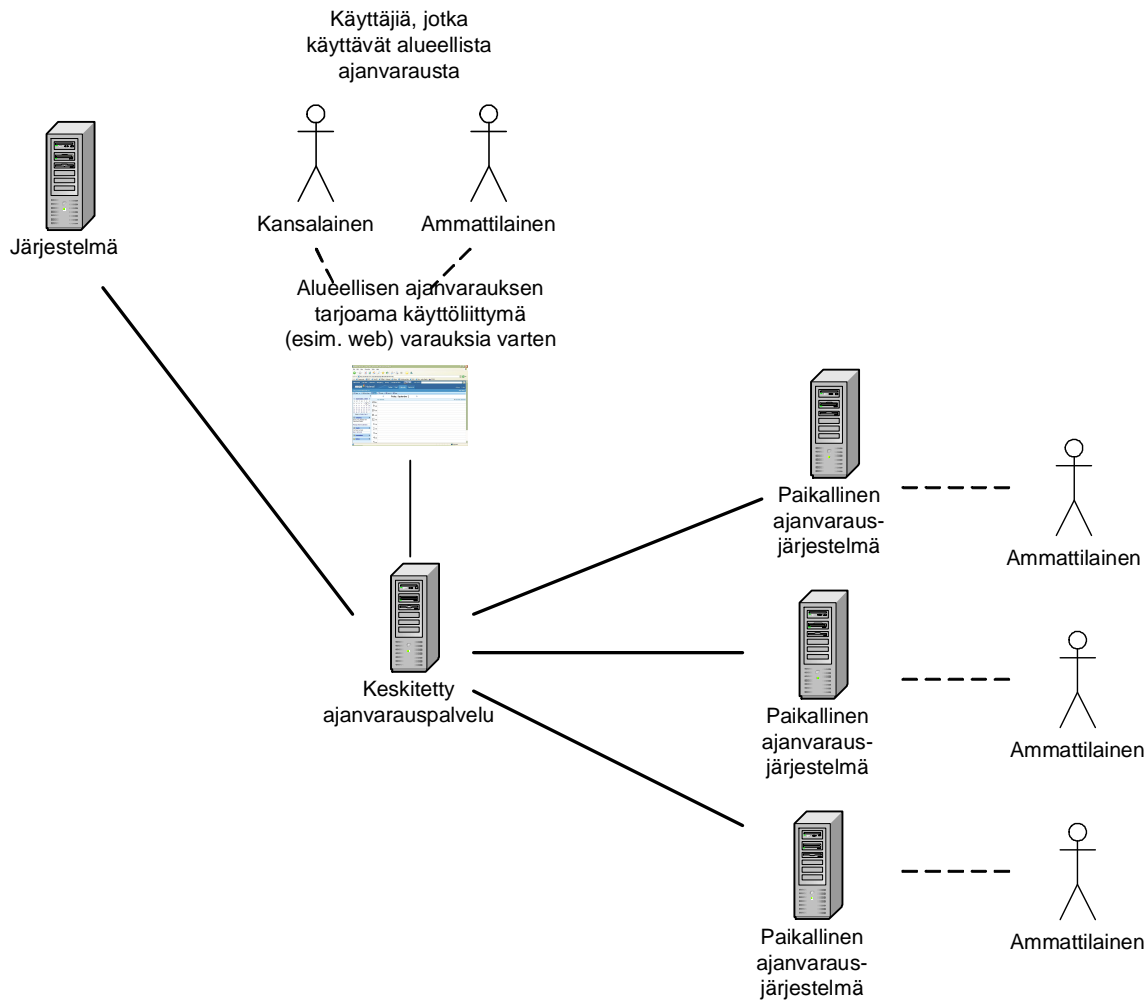 Käyttäjiä, jotka
käyttävät alueellista
ajanvarausta
Järjestelmä
Kansalainen
Ammattilainen
Alueellisen ajanvarauksen
tarjoama käyttöliittymä
(esim. web) varauksia varten
Paikallinen
ajanvaraus-
järjestelmä
Ammattilainen
Keskitetty
ajanvarauspalvelu
Paikallinen
ajanvaraus-
järjestelmä
Ammattilainen
Paikallinen
ajanvaraus-
järjestelmä
Ammattilainen